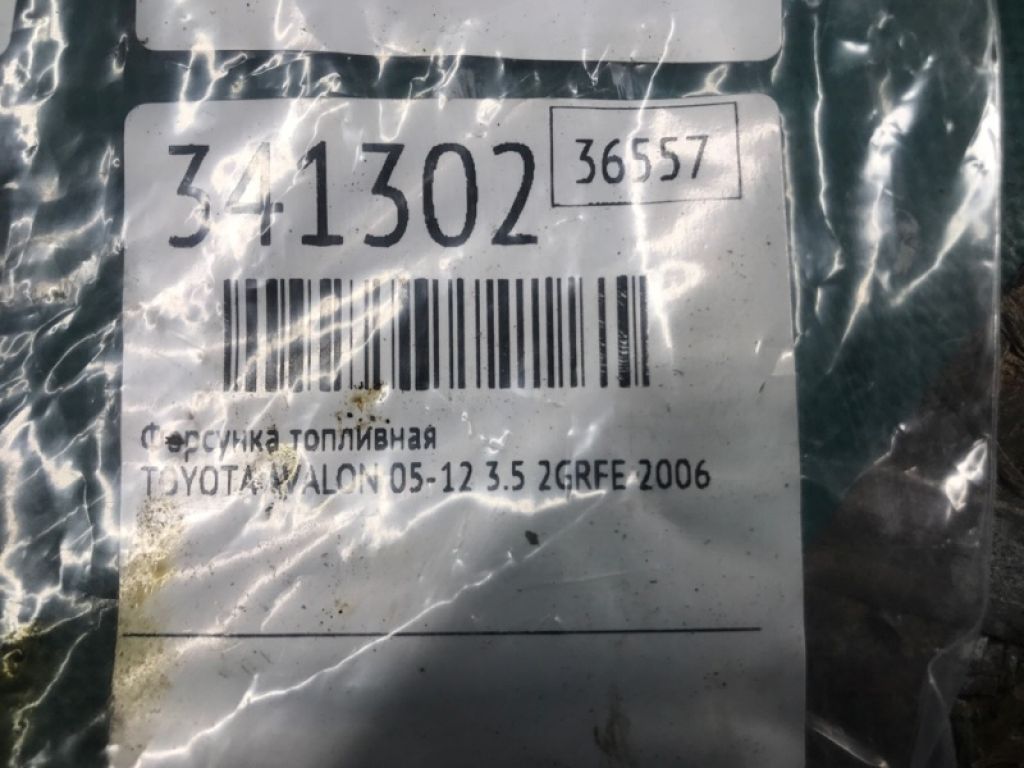 341302
36557
Форсунка топливная
TOYOTA AVALON 05-12 3.5 2GRFE 2006